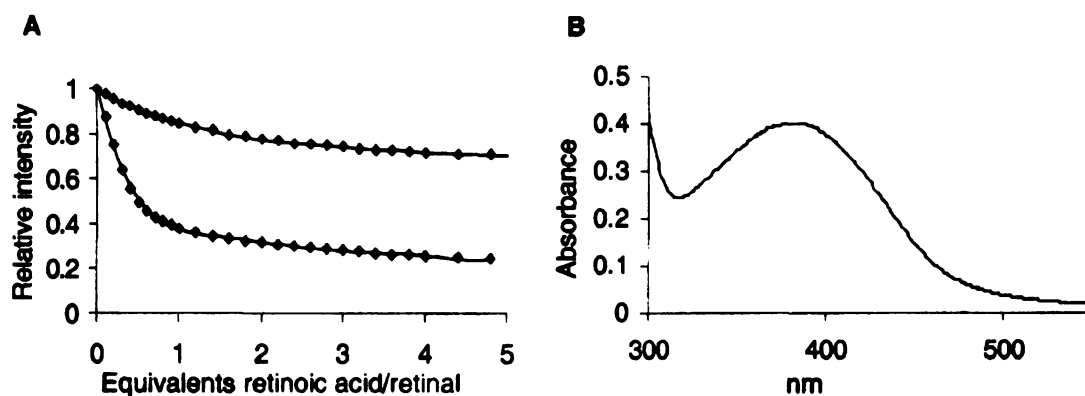 A
Relative intensity
1
0.8
0.6
0.4
0.2
0
0 1 2 3 4 5
Equivalents retinoic acid/retinal
B
Absorbance
0.5
0.4
0.3
0.2
0.1
0
300 400 500
nm